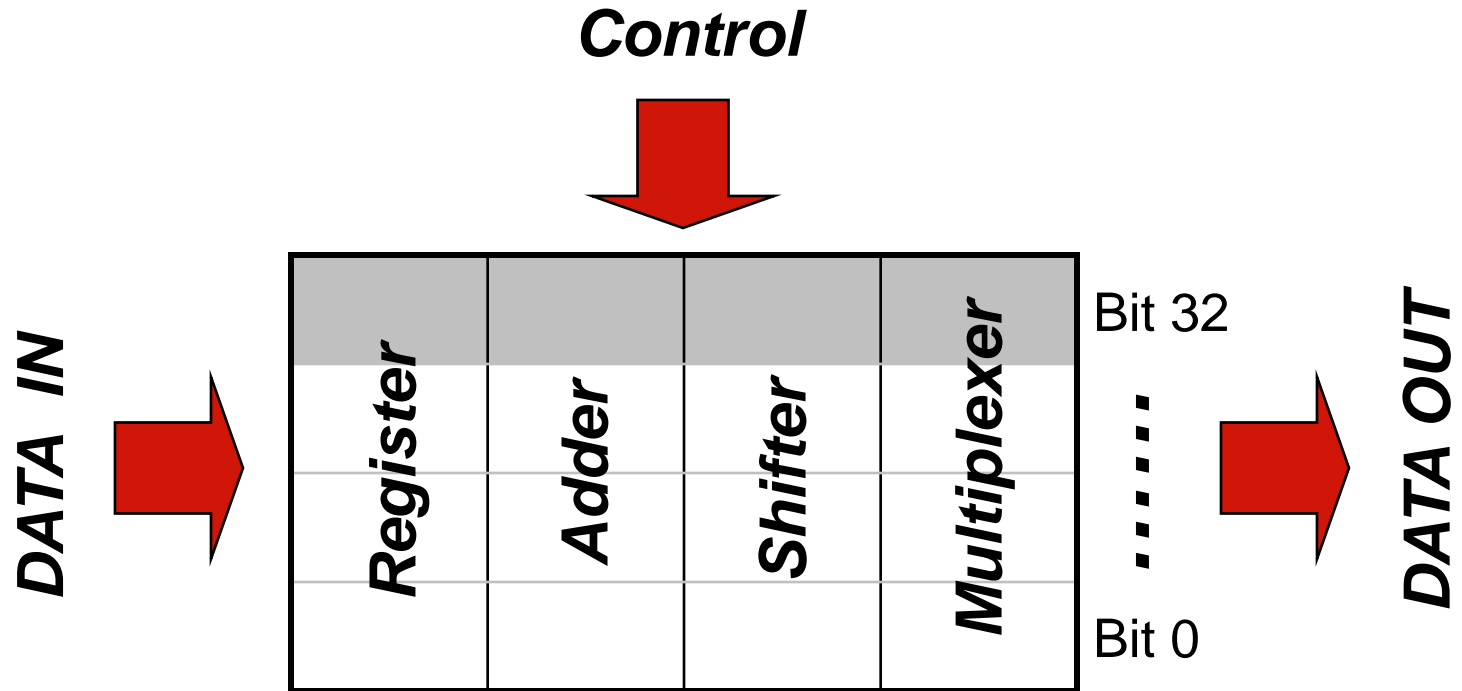 Control
DATA IN
Register
Adder
Shifter
Multiplexer
Bit 32
Bit 0
DATA OUT